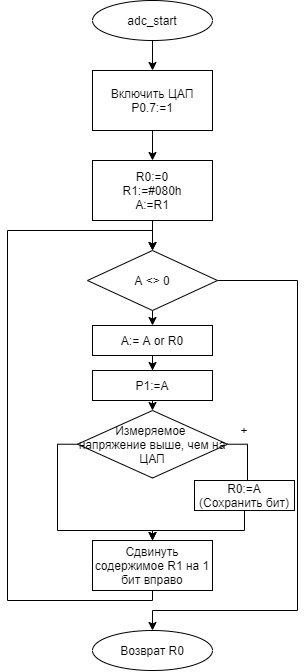 adc_start
Включить ЦАП
P0.7:=1
R0:=0
R1:=#080h
A:=R1
A <> 0
A:= A or R0
P1:=A
Измеряемое
напряжение выше, чем на
ЦАП
+
R0:=A
(Сохранить бит)
Сдвинуть
содержимое R1 на 1
бит вправо
Возврат R0